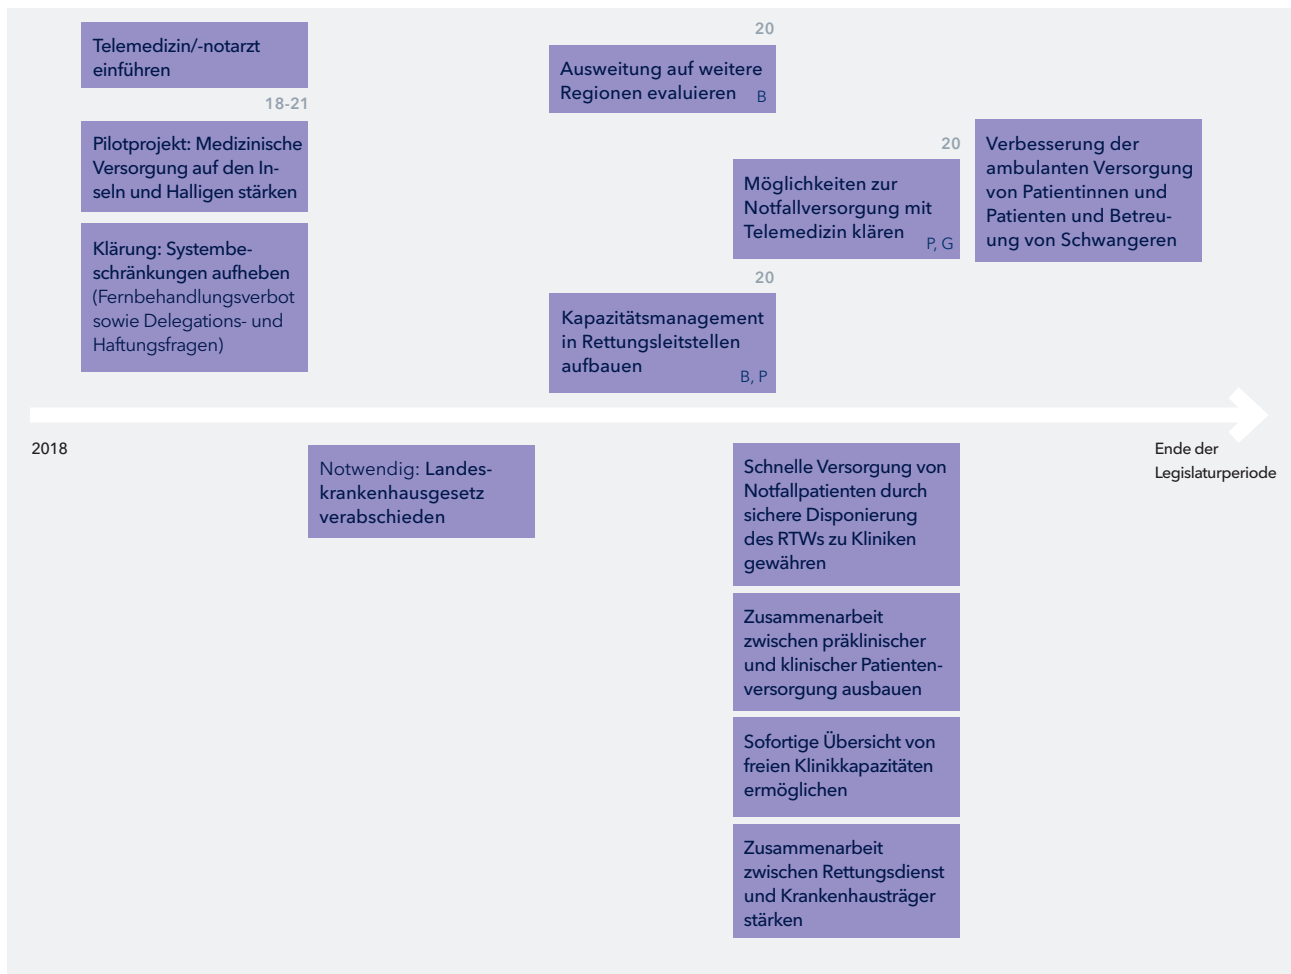 Telemedizin/-notarzt
einführen
18-21
Pilotprojekt: Medizinische
Versorgung auf den In-
seln und Halligen stärken
Klärung: Systembe-
schränkungen aufheben
(Fernbehandlungsverbot
sowie Delegations- und
Haftungsfragen)
20
Ausweitung auf weitere
Regionen evaluieren B
20
Möglichkeiten zur
Notfallversorgung mit
Telemedizin klären
P, G
Verbesserung der
ambulanten Versorgung
von Patientinnen und
Patienten und Betreu-
ung von Schwangeren
20
Kapazitätsmanagement
in Rettungsleitstellen
aufbauen
B, P
2018
Ende der
Legislaturperiode
Notwendig: Landes-
krankenhausgesetz
verabschieden
Schnelle Versorgung von
Notfallpatienten durch
sichere Disponierung
des RTWs zu Kliniken
gewähren
Zusammenarbeit
zwischen präklinischer
und klinischer Patienten-
versorgung ausbauen
Sofortige Übersicht von
freien Klinikkapazitäten
ermöglichen
Zusammenarbeit
zwischen Rettungsdienst
und Krankenhausträger
stärken